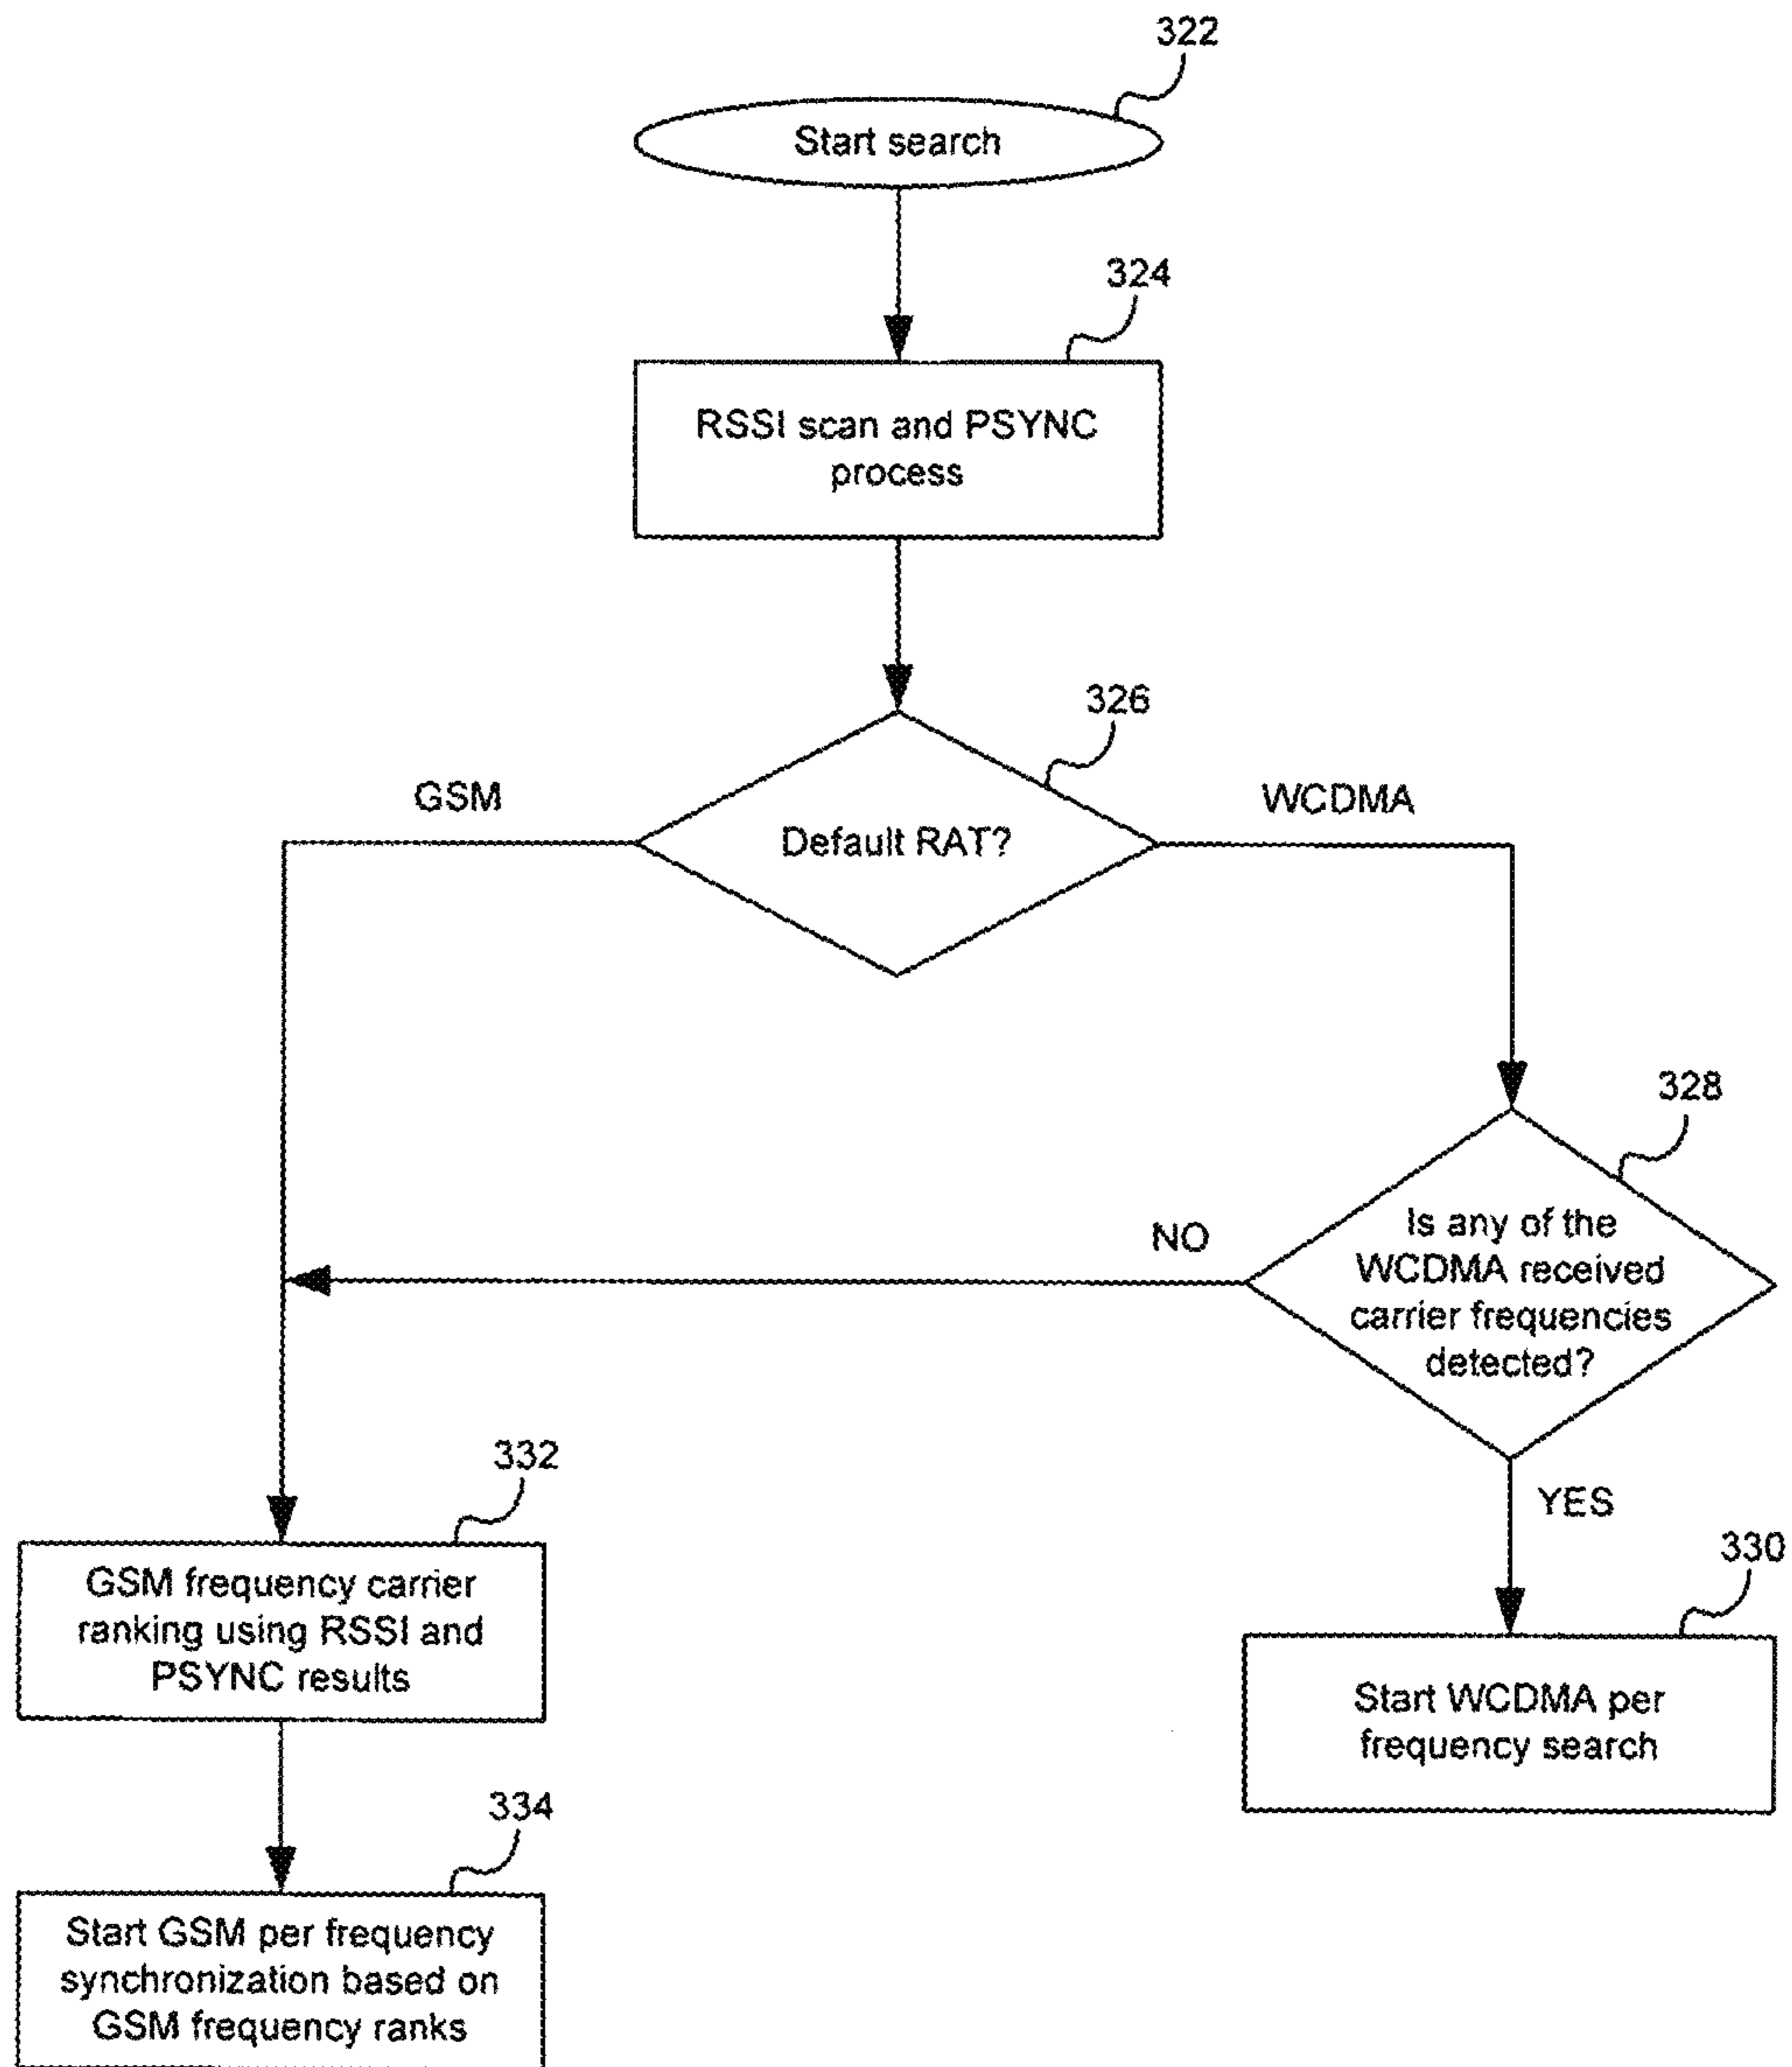 322
Start search
324
RSSI scan and PSYNC
process
326
GSM
WCDMA
Default RAT?
328
NO
Is any of the
WCDMA received
carrier frequencies
detected?
332
YES
330
GSM frequency carrier
ranking using RSSI and
PSYNC results
Start WCDMA per
frequency search
334
Start GSM per frequency
synchronization based on
GSM frequency ranks